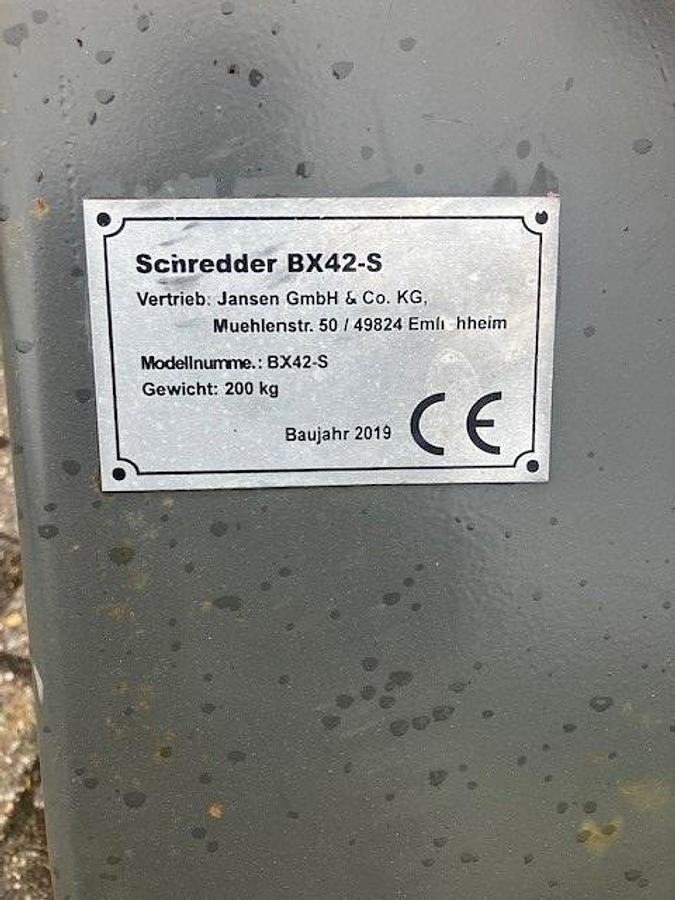 Schredder BX42-S
Vertrieb: Jansen GmbH & Co. KG,
Muehlenstr. 50 / 49824
Modellnumme.: BX42-S
Gewicht: 200 kg
Baujahr 2019
CE